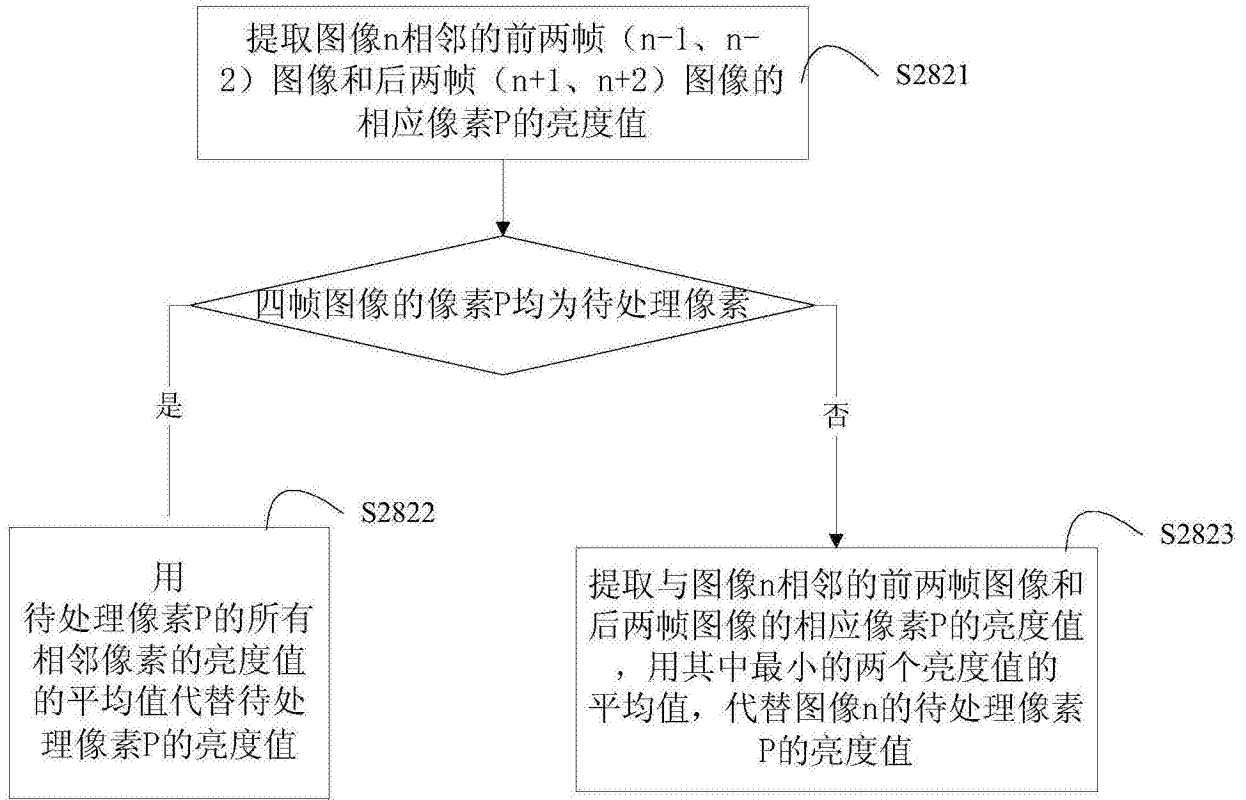 提取图像n相邻的前两帧（n-1、n-
2）图像和后两帧（n+1、n+2）图像的
相应像素P的亮度值
S2821
四帧图像的像素P均为待处理像素
是
否
S2822
用
待处理像素P的所有
相邻像素的亮度值
的平均值代替待处
理像素P的亮度值
S2823
提取与图像n相邻的前两帧图像和
后两帧图像的相应像素P的亮度值
，用其中最小的两个亮度值的
平均值，代替图像n的待处理像素
P的亮度值